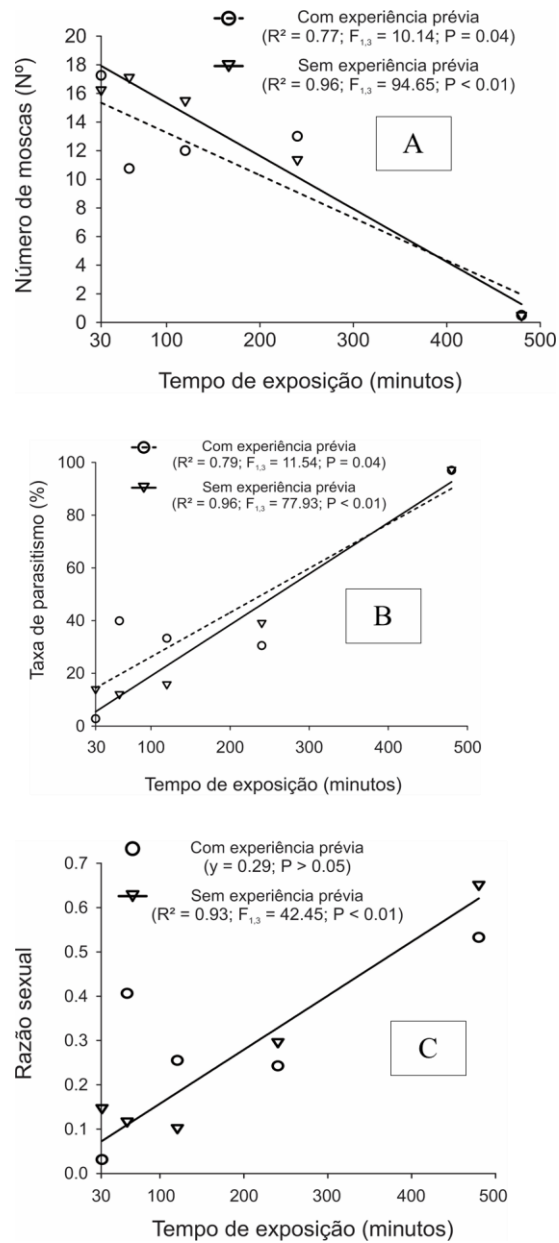 Com experiência prévia
(R² = 0.77; F1,3 = 10.14; P = 0.04)
Sem experiência prévia
(R² = 0.96; F1,3 = 94.65; P < 0.01)
A
Número de moscas (Nº)
20
18
16
14
12
10
8
6
4
2
0
30
100
200
300
400
500
Tempo de exposição (minutos)
Com experiência prévia
(R² = 0.79; F1,3 = 11.54; P = 0.04)
Sem experiência prévia
(R² = 0.96; F1,3 = 77.93; P < 0.01)
B
Taxa de parasitismo (%)
100
80
60
40
20
0
30
100
200
300
400
500
Tempo de exposição (minutos)
Com experiência prévia
(y = 0.29; P > 0.05)
Sem experiência prévia
(R² = 0.93; F1,3 = 42.45; P < 0.01)
C
Razão sexual
0.7
0.6
0.5
0.4
0.3
0.2
0.1
0.0
30
100
200
300
400
500
Tempo de exposição (minutos)